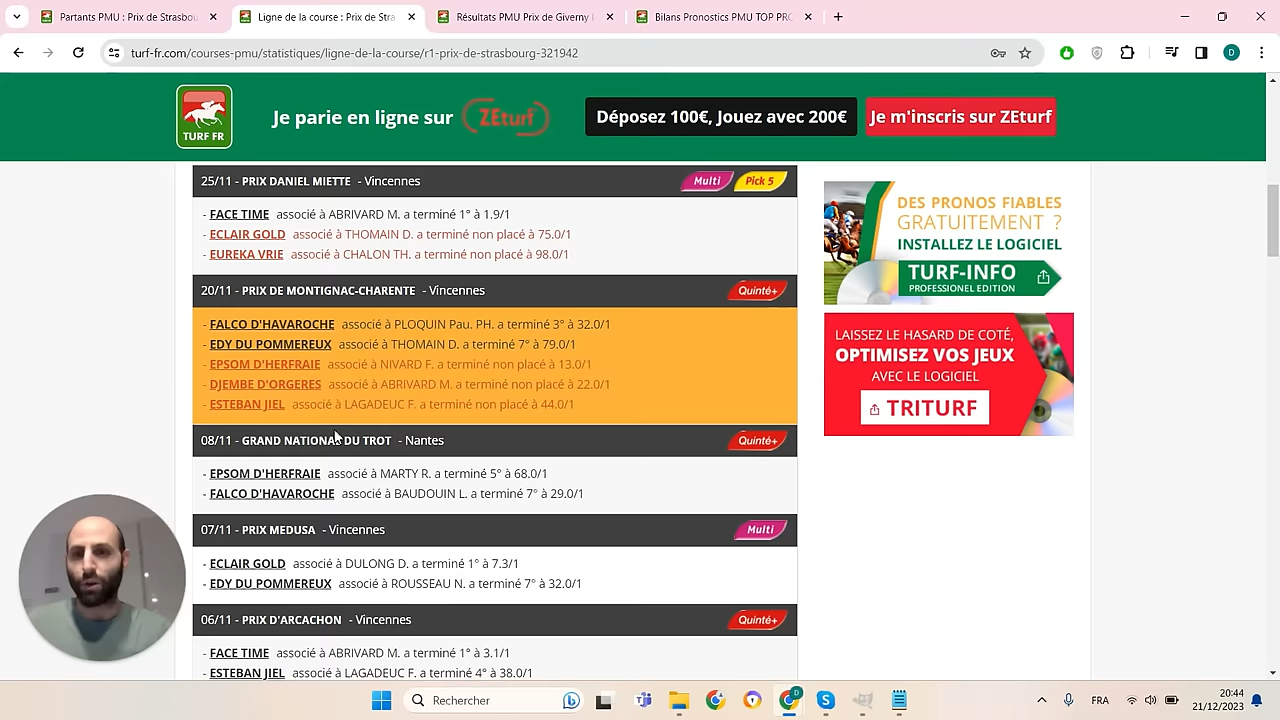 Partants PMU : Prix de Strasbou
Ligne de la course : Prix de Stra
Résultats PMU Prix de Giverny
Bilans Pronostics PMU TOP PRO
turf-fr.com/courses-pmu/statistiques/ligne-de-la-course/r1-prix-de-strasbourg-321942
D
TURF FR
Je parie en ligne sur ZEturf
Déposez 100€, Jouez avec 200€
Je m'inscris sur ZEturf
25/11 - PRIX DANIEL MIETTE - Vincennes
Multi
Pick 5
- FACE TIME associé à ABRIVARD M. a terminé 1° à 1.9/1
- ECLAIR GOLD associé à THOMAIN D. a terminé non placé à 75.0/1
- EUREKA VRIE associé à CHALON TH. a terminé non placé à 98.0/1
20/11 - PRIX DE MONTIGNAC-CHARENTE - Vincennes
Quinté+
- FALCO D'HAVAROCHE associé à PLOQUIN Pau. PH. a terminé 3° à 32.0/1
- EDY DU POMMEREUX associé à THOMAIN D. a terminé 7° à 79.0/1
- EPSOM D'HERFRAIE associé à NIVARD F. a terminé non placé à 13.0/1
- DJEMBE D'ORGERES associé à ABRIVARD M. a terminé non placé à 22.0/1
- ESTEBAN JIEL associé à LAGADEUC F. a terminé non placé à 44.0/1
08/11 - GRAND NATIONAL DU TROT - Nantes
Quinté+
- EPSOM D'HERFRAIE associé à MARTY R. a terminé 5° à 68.0/1
- FALCO D'HAVAROCHE associé à BAUDOUIN L. a terminé 7° à 29.0/1
07/11 - PRIX MEDUSA - Vincennes
Multi
- ECLAIR GOLD associé à DULONG D. a terminé 1° à 7.3/1
- EDY DU POMMEREUX associé à ROUSSEAU N. a terminé 7° à 32.0/1
06/11 - PRIX D'ARCACHON - Vincennes
Quinté+
- FACE TIME associé à ABRIVARD M. a terminé 1° à 3.1/1
- ESTEBAN JIEL associé à LAGADEUC F. a terminé 4° à 38.0/1
DES PRONOS FIABLES
GRATUITEMENT ?
INSTALLEZ LE LOGICIEL
TURF-INFO
PROFESSIONEL EDITION
LAISSEZ LE HASARD DE COTÉ,
OPTIMISEZ VOS JEUX
AVEC LE LOGICIEL
TRITURF
Rechercher
D
FRA
20:44
21/12/2023